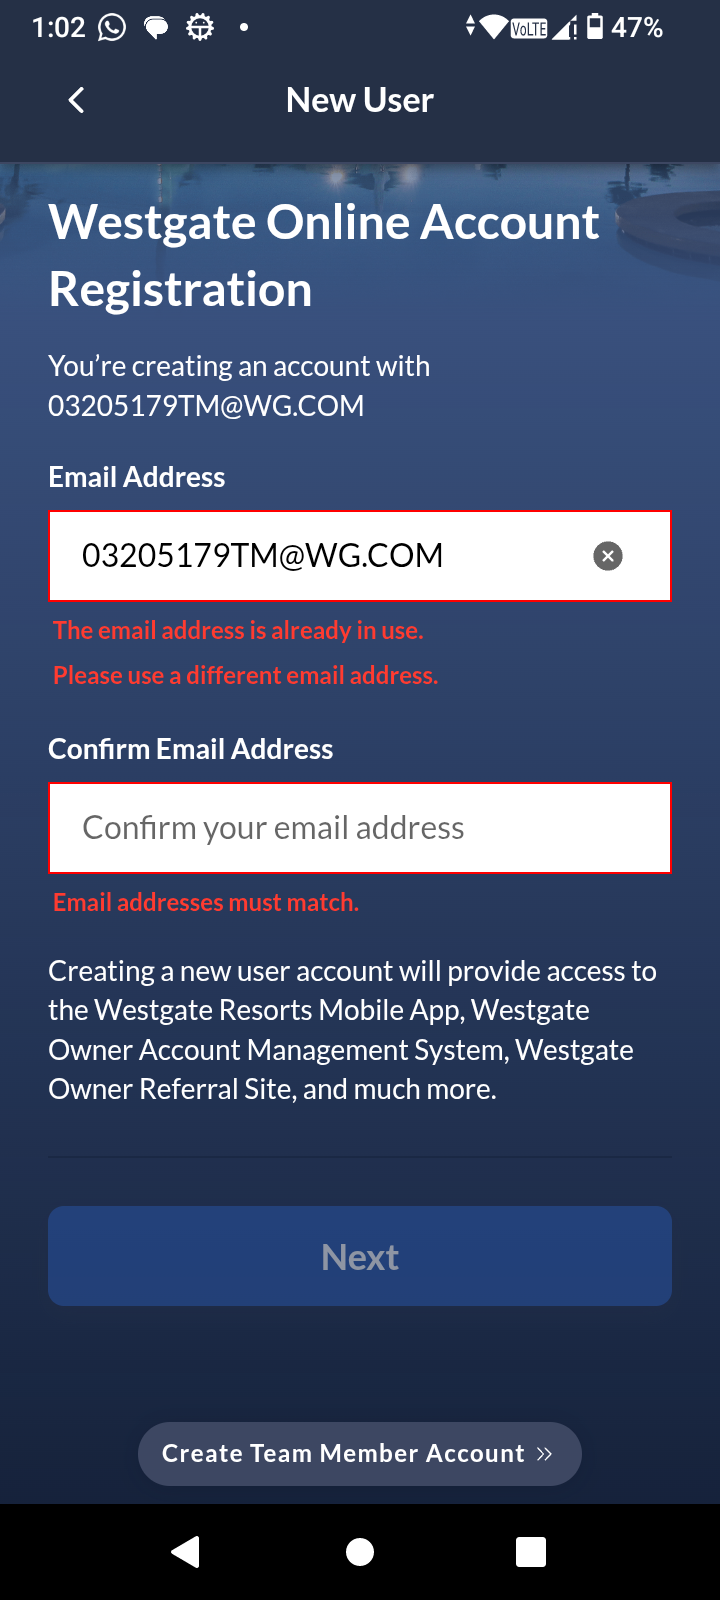 1:02 VoLTE 47%
New User
Westgate Online Account
Registration
You’re creating an account with
03205179TM@WG.COM
Email Address
03205179TM@WG.COM
The email address is already in use.
Please use a different email address.
Confirm Email Address
Confirm your email address
Email addresses must match.
Creating a new user account will provide access to
the Westgate Resorts Mobile App, Westgate
Owner Account Management System, Westgate
Owner Referral Site, and much more.
Next
Create Team Member Account